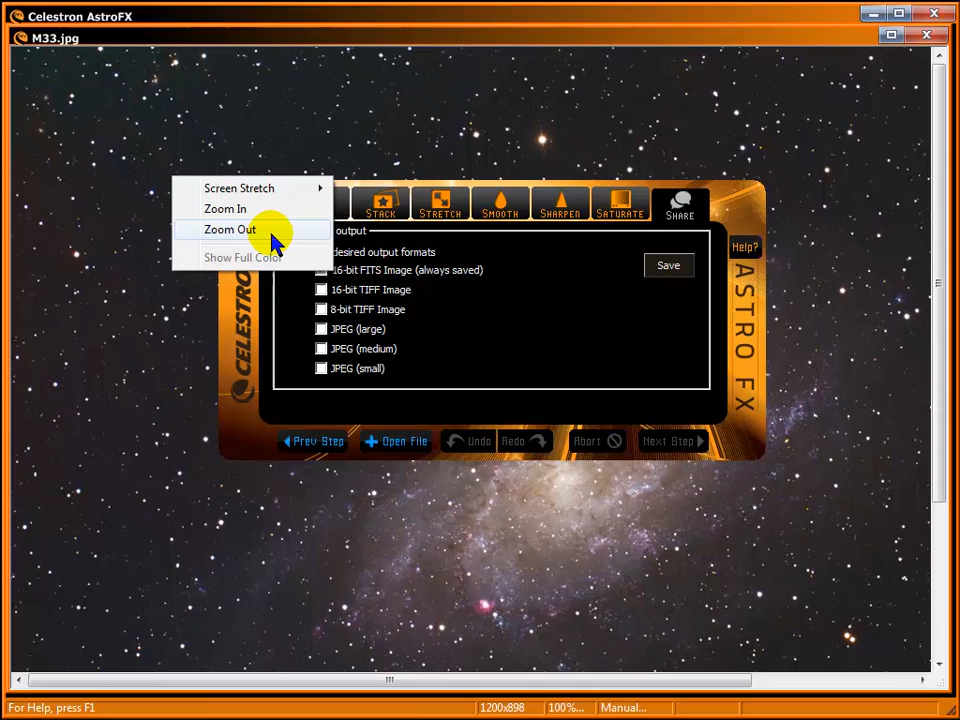 Celestron AstroFX
M33.jpg
Screen Stretch
Zoom In
Zoom Out
Show Full Color
STACK
STRETCH
SMOOTH
SHARPEN
SATURATE
SHARE
output
desired output formats
16-bit FITS Image (always saved)
16-bit TIFF Image
8-bit TIFF Image
JPEG (large)
JPEG (medium)
JPEG (small)
Save
Help?
CELESTRO
ASTRO FX
Prev Step
Open File
Undo
Redo
Abort
Next Step
For Help, press F1
1200x898
100%...
Manual...